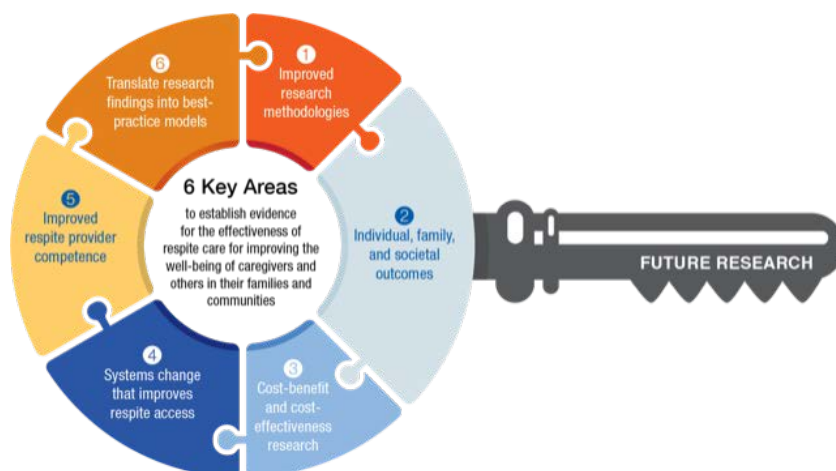 6 Key Areas
to establish evidence
for the effectiveness of
respite care for improving the
well-being of caregivers and
others in their families and
communities
1
Improved
research
methodologies
2
Individual, family,
and societal
outcomes
3
Cost-benefit
and cost-
effectiveness
research
4
Systems change
that improves
respite access
5
Improved
respite provider
competence
6
Translate research
findings into best-
practice models
FUTURE RESEARCH